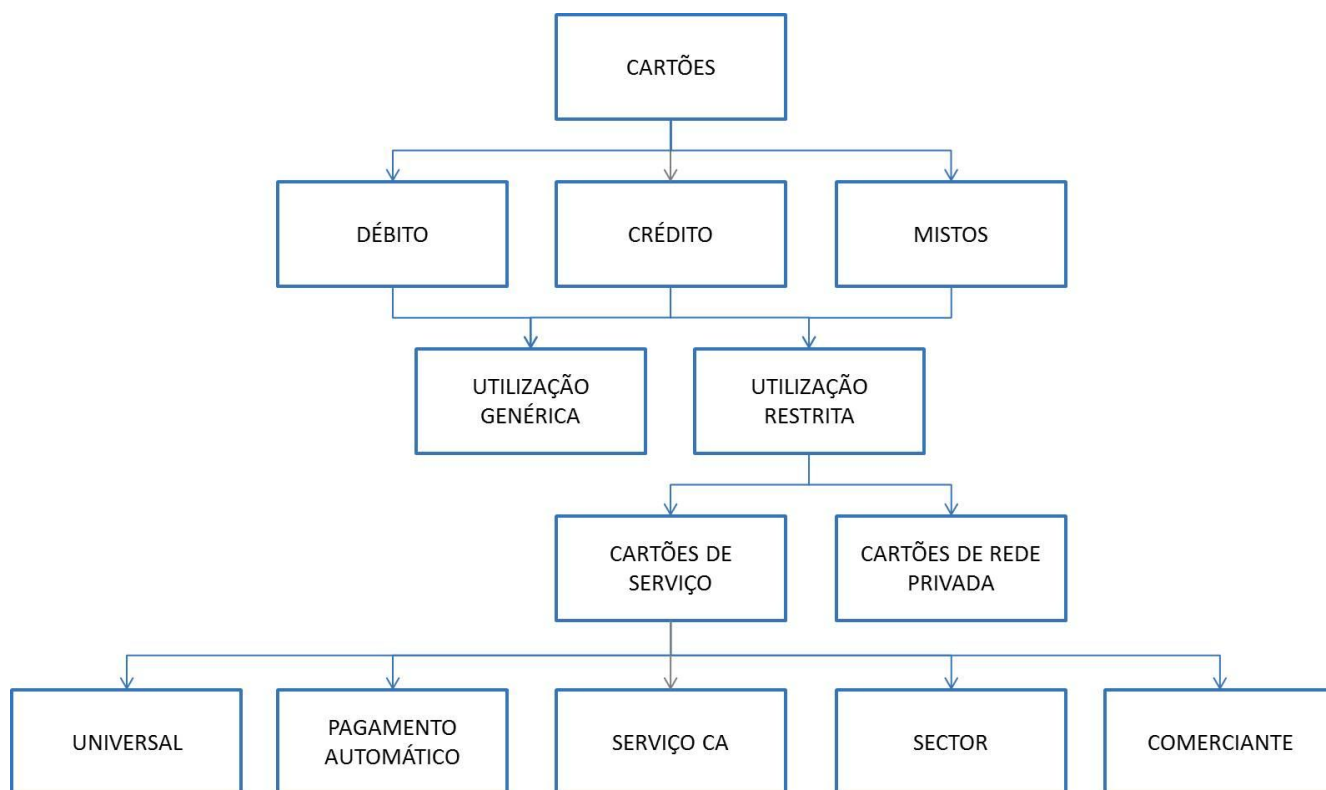 CARTÕES
DÉBITO
CRÉDITO
MISTOS
UTILIZAÇÃO
GENÉRICA
UTILIZAÇÃO
RESTRITA
CARTÕES DE
SERVIÇO
CARTÕES DE REDE
PRIVADA
UNIVERSAL
PAGAMENTO
AUTOMÁTICO
SERVIÇO CA
SECTOR
COMERCIANTE